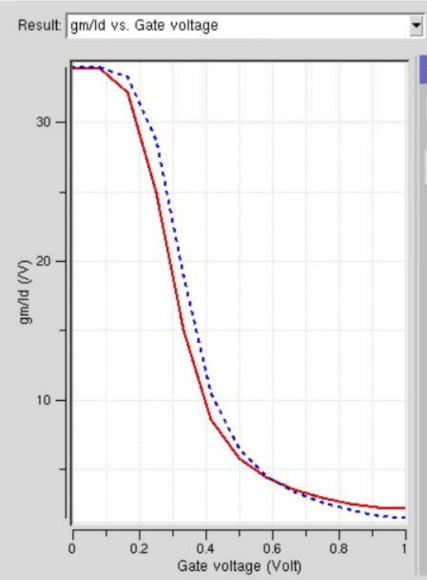 Result: gm/Id vs. Gate voltage
30
20
10
gm/Id (/V)
0 0.2 0.4 0.6 0.8 1
Gate voltage (Volt)